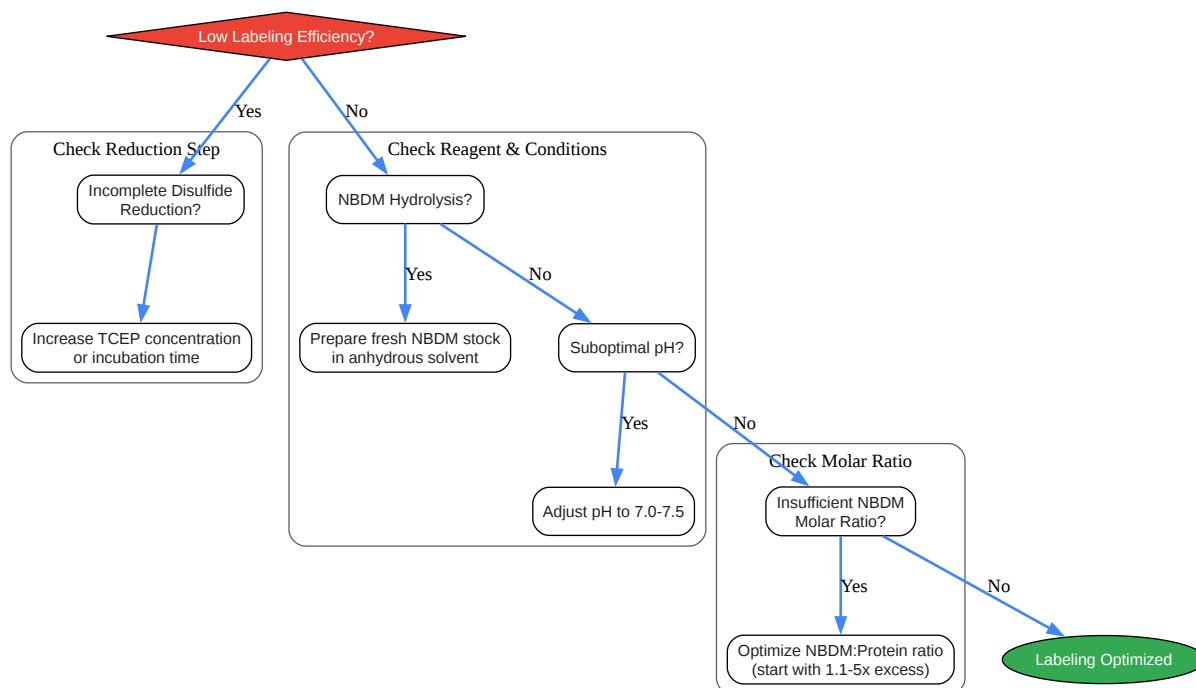 Low Labeling Efficiency?
Yes
No
Check Reduction Step
Incomplete Disulfide
Reduction?
Increase TCEP concentration
or incubation time
Check Reagent & Conditions
NBDM Hydrolysis?
Yes
No
Prepare fresh NBDM stock
in anhydrous solvent
Suboptimal pH?
Yes
No
Adjust pH to 7.0-7.5
Check Molar Ratio
Insufficient NBDM
Molar Ratio?
Yes
No
Optimize NBDM:Protein ratio
(start with 1.1-5x excess)
Labeling Optimized